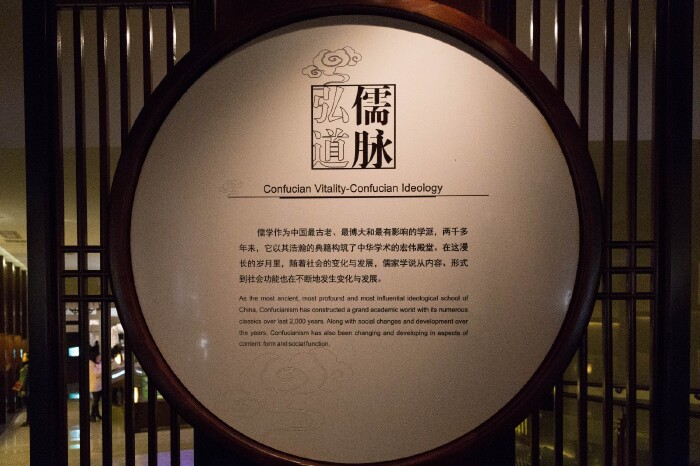 儒脉
弘道
Confucian Vitality-Confucian Ideology
儒学作为中国最古老、最博大和最有影响的学派，两千多
年来，它以其浩瀚的典籍构筑了中华学术的宏伟殿堂。在这漫
长的岁月里，随着社会的变化与发展，儒家学说从内容、形式
到社会功能也在不断地发生变化与发展。
As the most ancient, most profound and most influential ideological school of
China, Confucianism has constructed a grand academic world with its numerous
classics over last 2,000 years. Along with social changes and development over
the years, Confucianism has also been changing and developing in aspects of
content, form and social function.